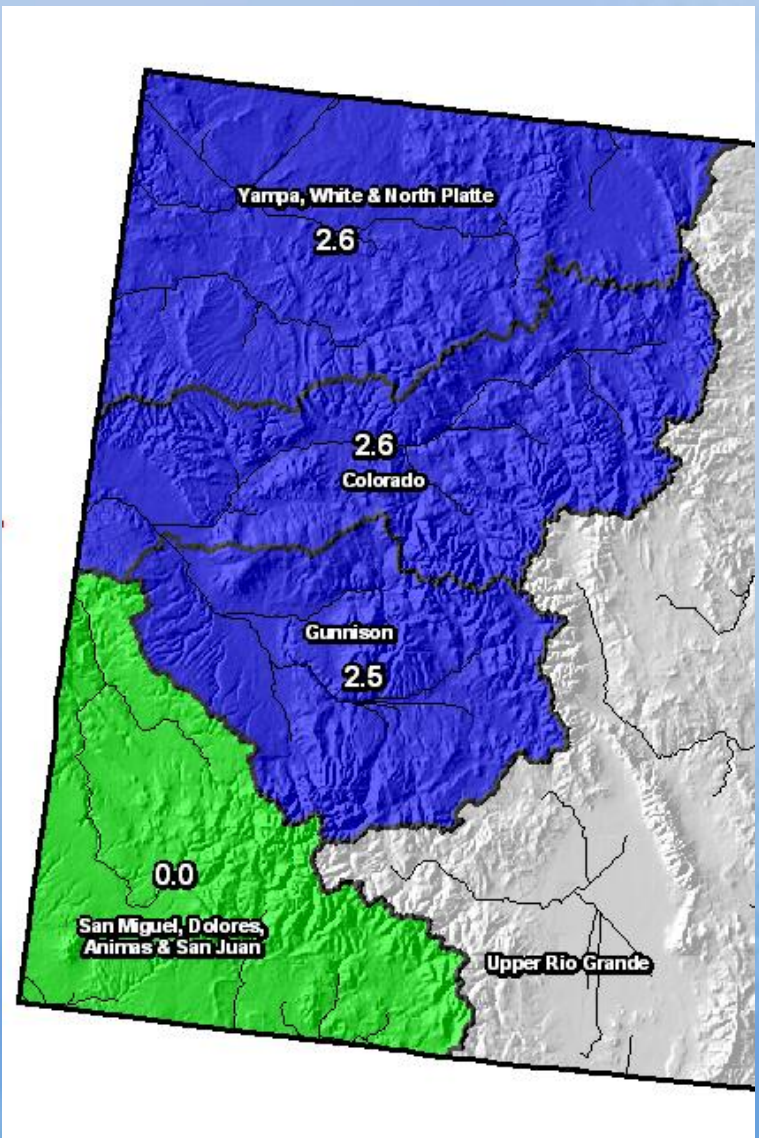 Yampa, White & North Platte
2.6
2.6
Colorado
Gunnison
2.5
0.0
San Miguel, Dolores,
Animas & San Juan
Upper Rio Grande